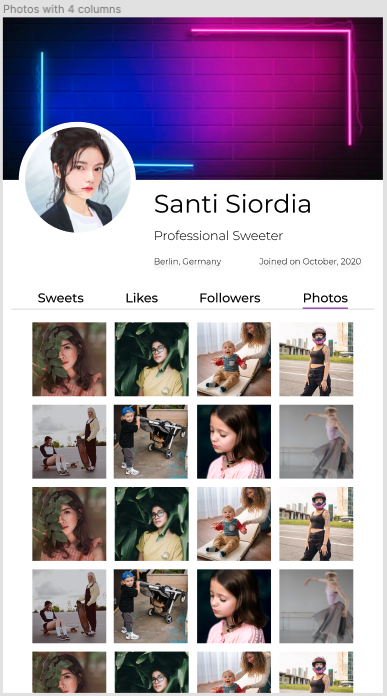 Photos with 4 columns
Santi Siordia
Professional Sweeter
Berlin, Germany
Joined on October, 2020
Sweets
Likes
Followers
Photos